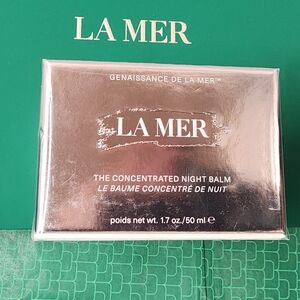 LA MER
GENAISSANCE DE LA MER™
LA MER
THE CONCENTRATED NIGHT BALM
LE BAUME CONCENTRÉ DE NUIT
poids net wt. 1.7 oz./50 ml ℮